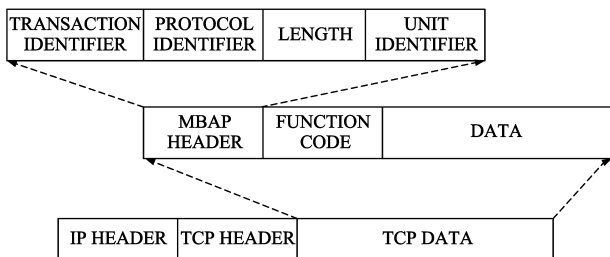 TRANSACTION IDENTIFIER
PROTOCOL IDENTIFIER
LENGTH
UNIT IDENTIFIER
MBAP HEADER
FUNCTION CODE
DATA
IP HEADER
TCP HEADER
TCP DATA